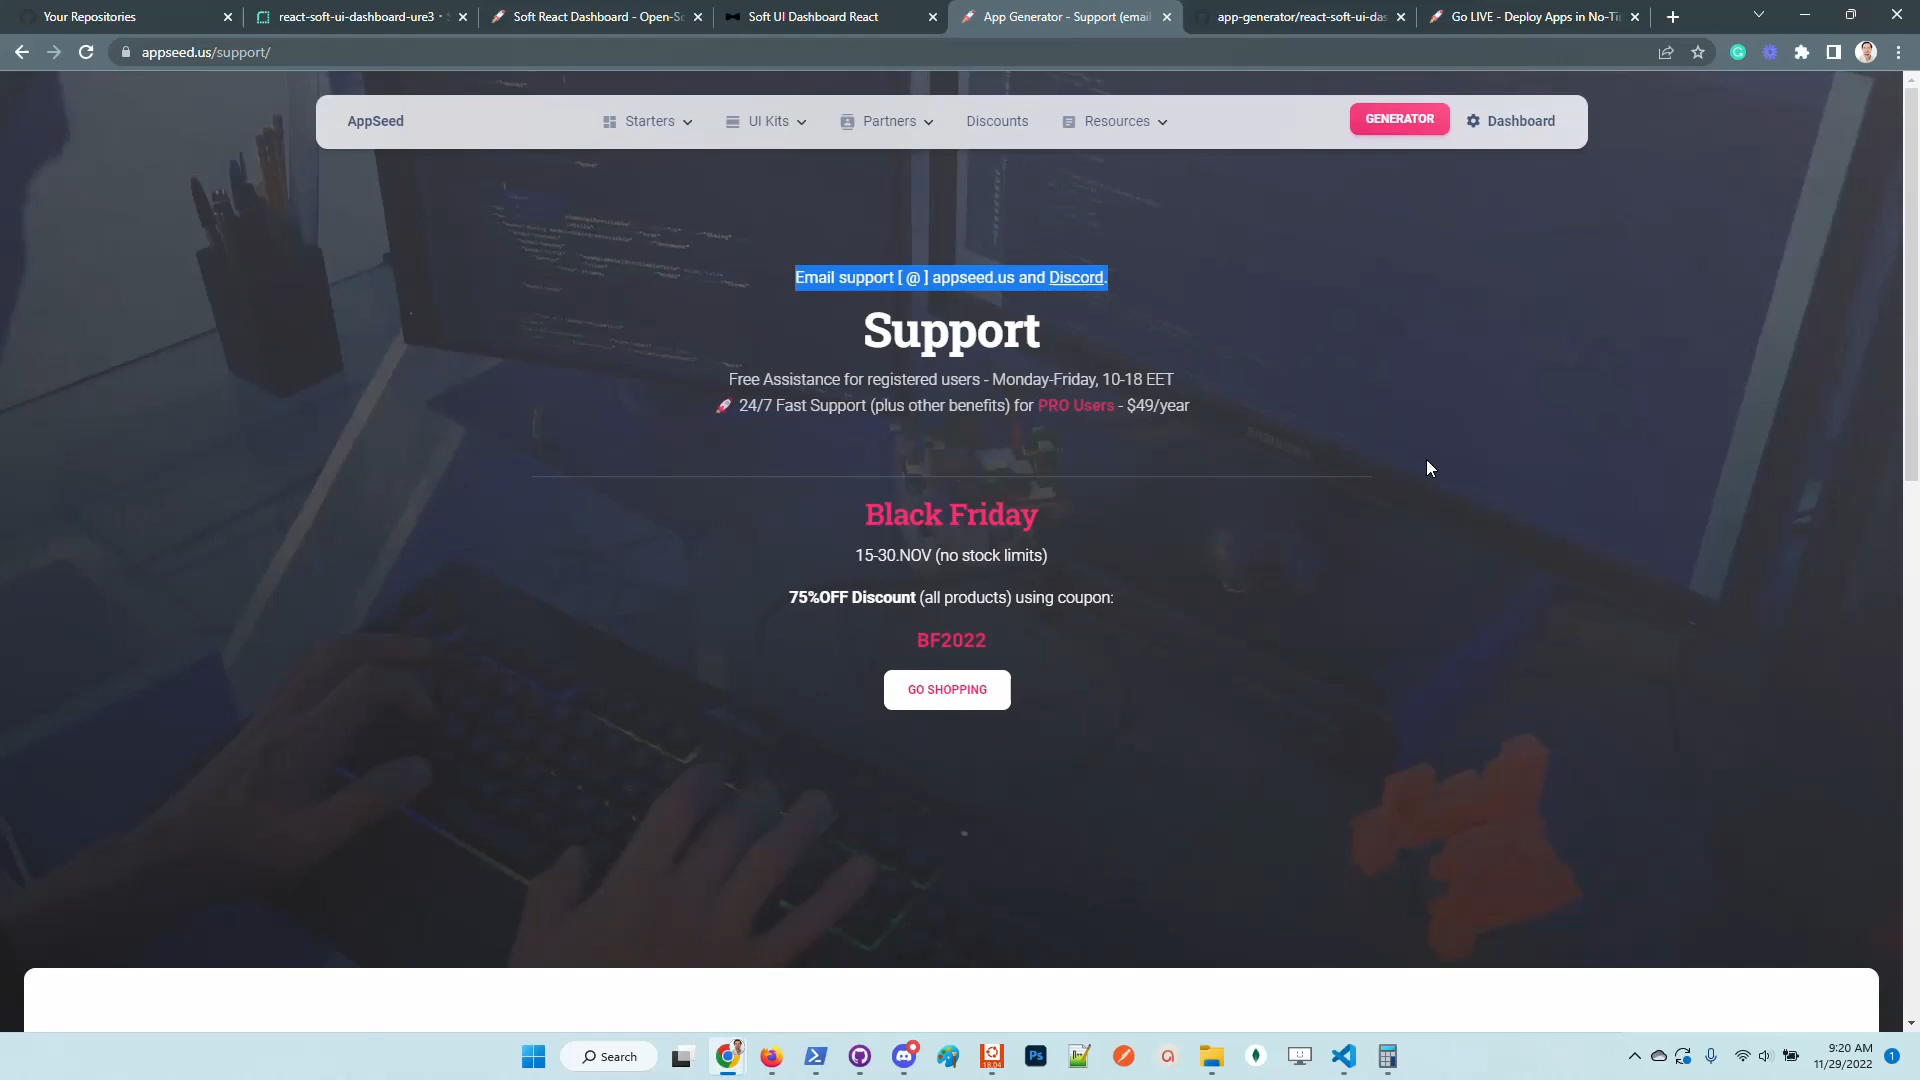 Your Repositories
react-soft-ui-dashboard-ure3 · S
Soft React Dashboard - Open-So
Soft UI Dashboard React
App Generator - Support (email
app-generator/react-soft-ui-das
Go LIVE - Deploy Apps in No-Ti
appseed.us/support/
AppSeed
Starters
UI Kits
Partners
Discounts
Resources
GENERATOR
Dashboard
Email support [ @ ] appseed.us and Discord.
Support
Free Assistance for registered users - Monday-Friday, 10-18 EET
🚀 24/7 Fast Support (plus other benefits) for PRO Users - $49/year
Black Friday
15-30.NOV (no stock limits)
75%OFF Discount (all products) using coupon:
BF2022
GO SHOPPING
Search
18.04
Ps
9:20 AM
11/29/2022
1